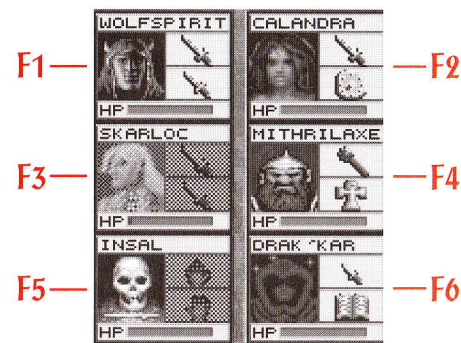 WOLFSPIRIT
CALANDRA
F1
F2
HP
HP
SKARLOC
MITHRILAXE
F3
F4
HP
HP
INSAL
DRAK'KAR
F5
F6
HP
HP